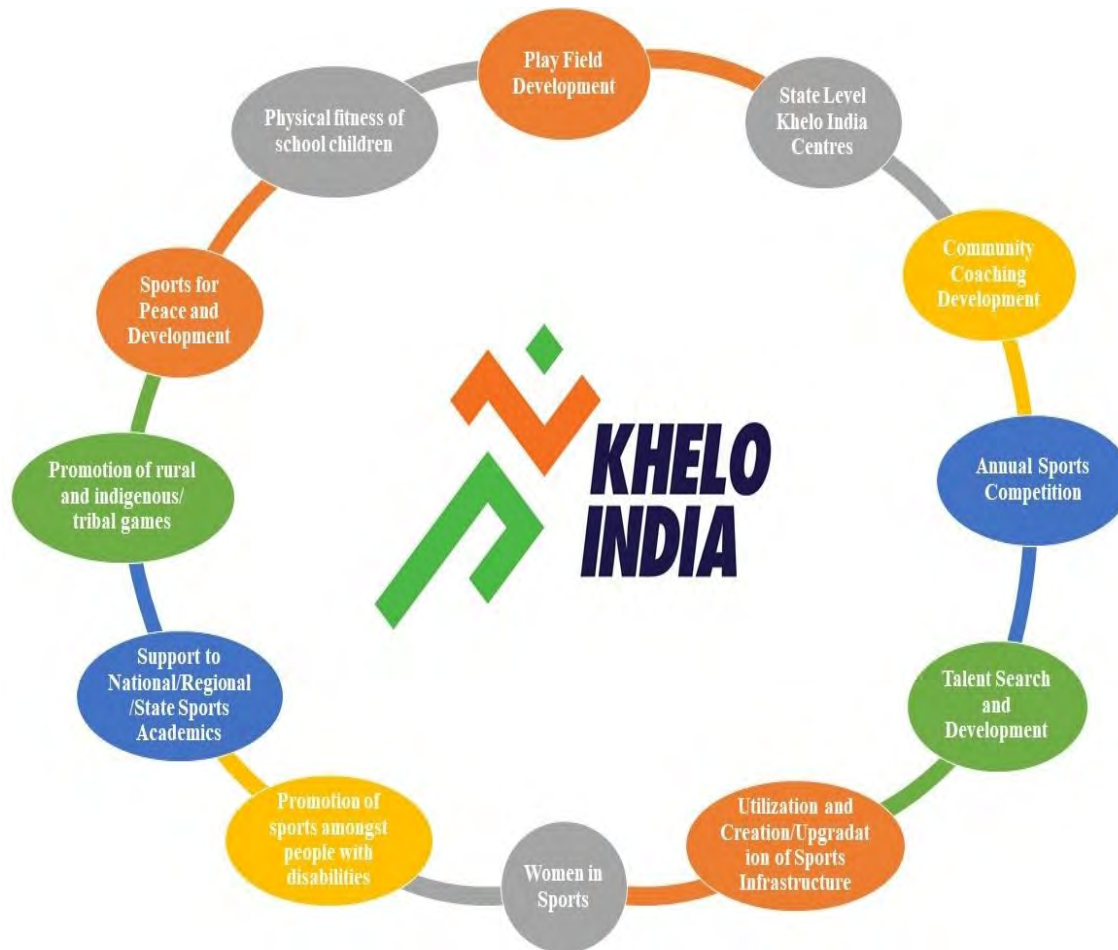 Play Field
Development
State Level
Khelo India
Centres
Community
Coaching
Development
Annual Sports
Competition
Talent Search
and
Development
Utilization and
Creation/Upgradat
ion of Sports
Infrastructure
Women in
Sports
Promotion of
sports amongst
people with
disabilities
Support to
National/Regional
/State Sports
Academics
Promotion of rural
and indigenous/
tribal games
Sports for
Peace and
Development
Physical fitness of
school children
KHELO
INDIA